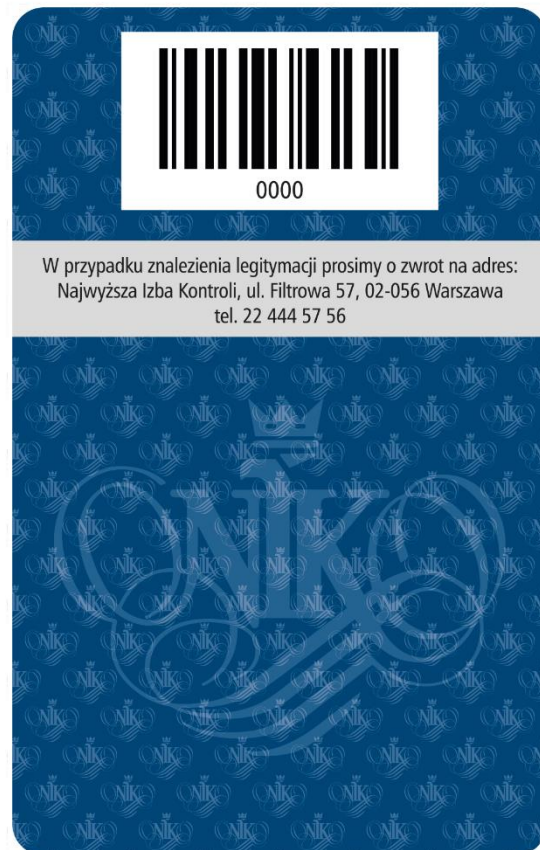 0000
W przypadku znalezienia legitymacji prosimy o zwrot na adres:
Najwyższa Izba Kontroli, ul. Filtrowa 57, 02-056 Warszawa
tel. 22 444 57 56
NIK